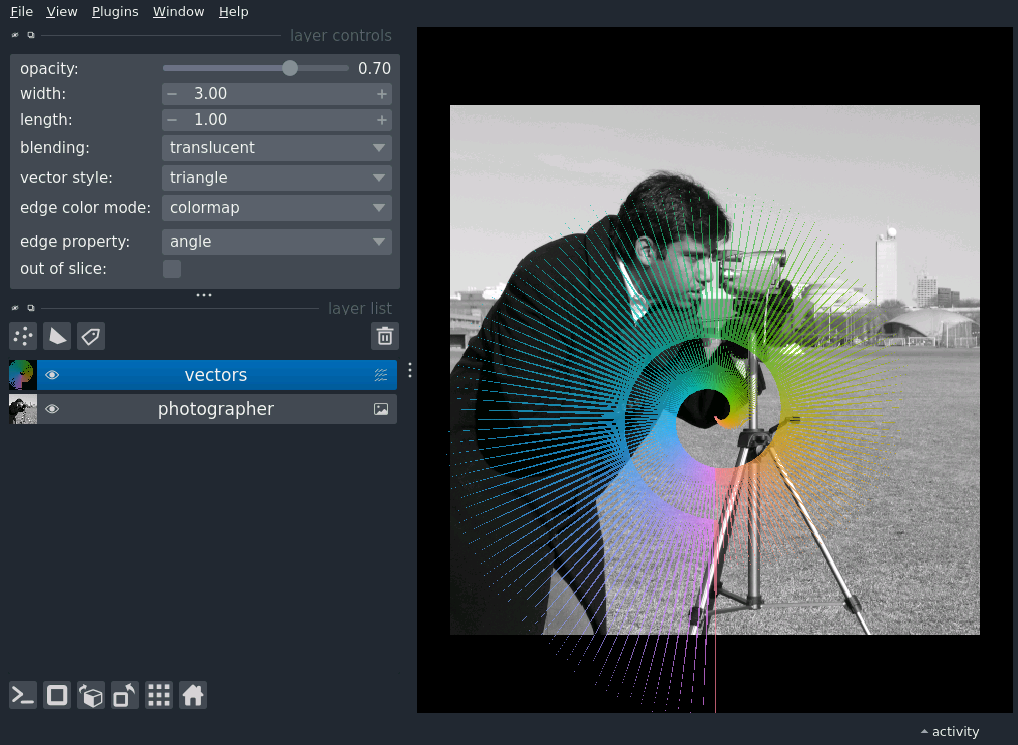 File View Plugins Window Help
layer controls
opacity: 0.70
width: 3.00
length: 1.00
blending: translucent
vector style: triangle
edge color mode: colormap
edge property: angle
out of slice:
layer list
vectors
photographer
activity